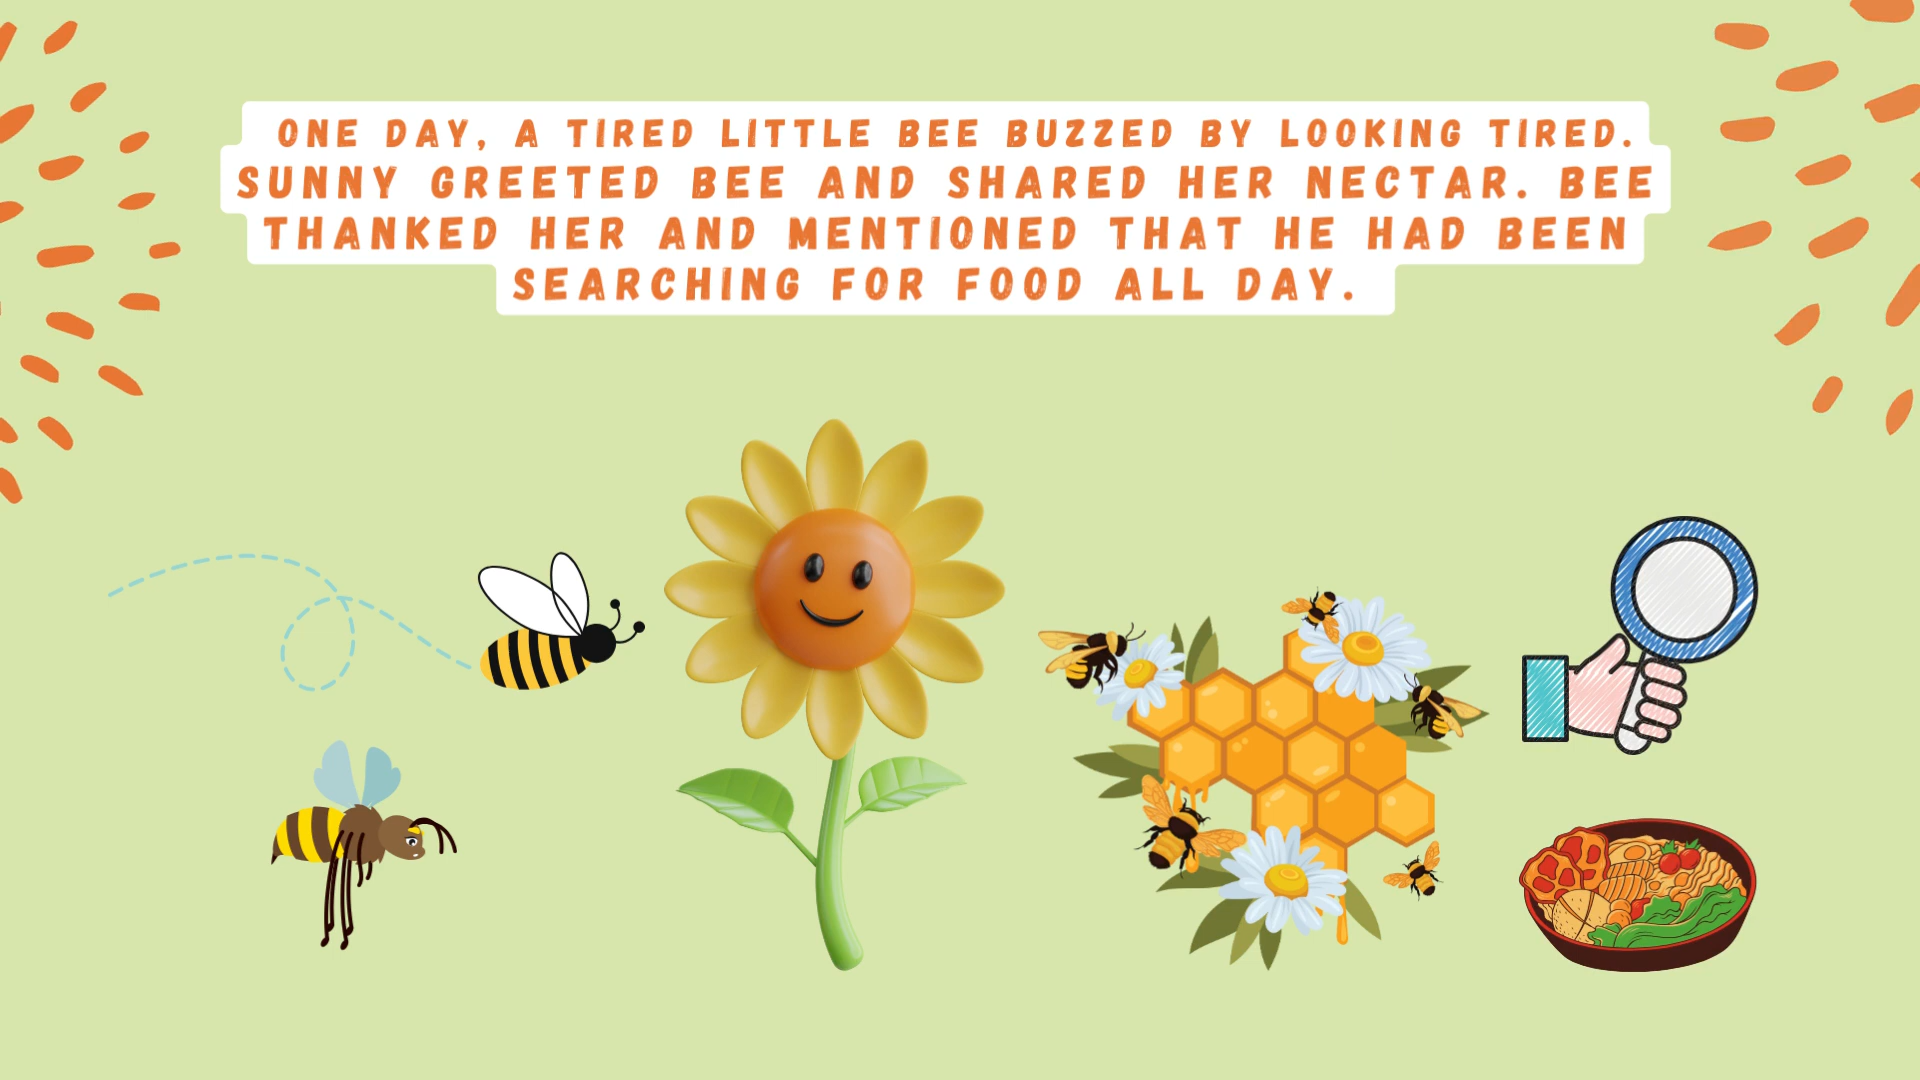 ONE DAY, A TIRED LITTLE BEE BUZZED BY LOOKING TIRED.
SUNNY GREETED BEE AND SHARED HER NECTAR. BEE
THANKED HER AND MENTIONED THAT HE HAD BEEN
SEARCHING FOR FOOD ALL DAY.